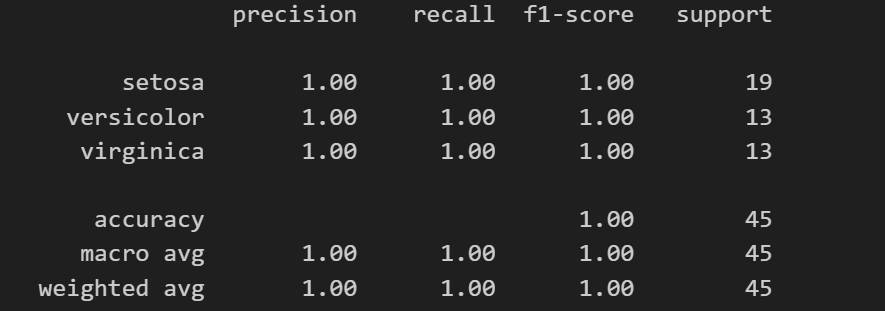 precision recall f1-score support
setosa 1.00 1.00 1.00 19
versicolor 1.00 1.00 1.00 13
virginica 1.00 1.00 1.00 13
accuracy 1.00 45
macro avg 1.00 1.00 1.00 45
weighted avg 1.00 1.00 1.00 45